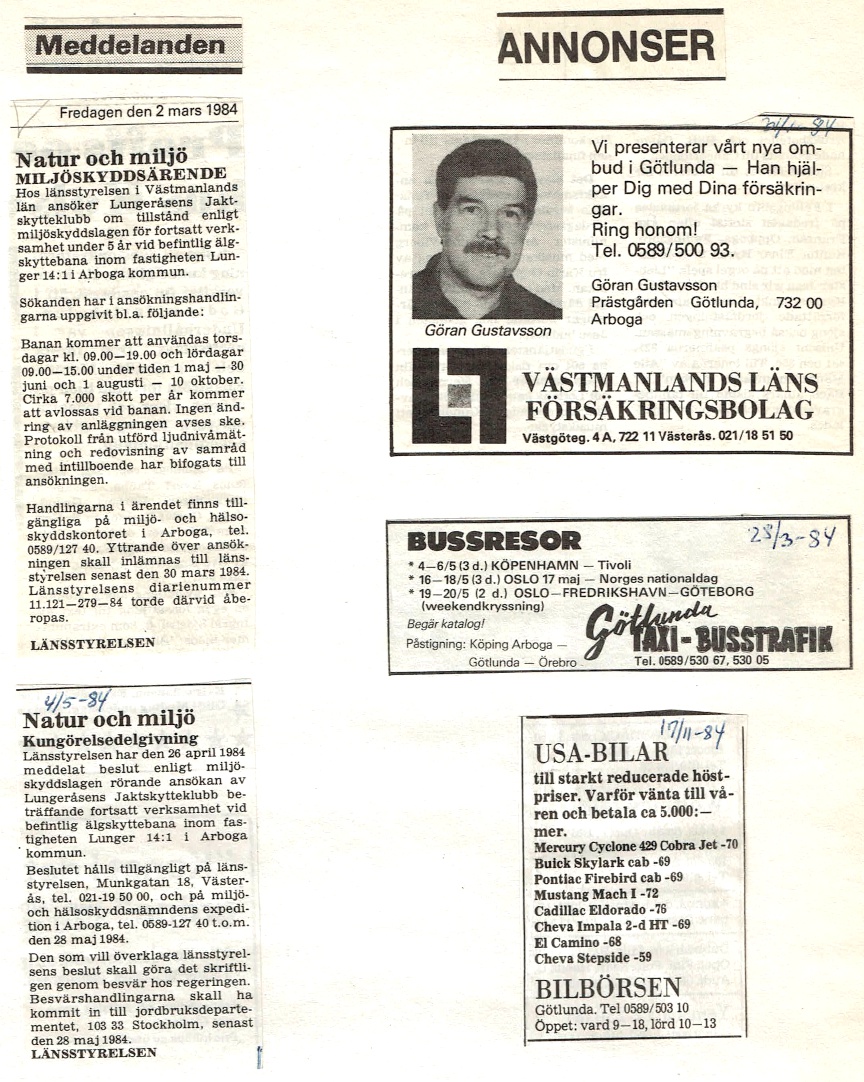 Meddelanden
Fredagen den 2 mars 1984
Natur och miljö
MILJÖSKYDDSÄRENDE
Hos länsstyrelsen i Västmanlands
län ansöker Lungeråsens Jakt-
skytteklubb om tillstånd enligt
miljöskyddslagen för fortsatt verk-
samhet under 5 år vid befintlig älg-
skyttebana inom fastigheten Lun-
ger 14:1 i Arboga kommun.
Sökanden har i ansökningshandlin-
garna uppgivit bl.a. följande:
Banan kommer att användas tors-
dagar kl. 09.00—19.00 och lördagar
09.00—15.00 under tiden 1 maj — 30
juni och 1 augusti — 10 oktober.
Cirka 7.000 skott per år kommer
att avlossas vid banan. Ingen änd-
ring av anläggningen avses ske.
Protokoll från utförd ljudnivåmät-
ning och redovisning av samråd
med intillboende har bifogats till
ansökningen.
Handlingarna i ärendet finns till-
gängliga på miljö- och hälso-
skyddskontoret i Arboga, tel.
0589/127 40. Yttrande över ansök-
ningen skall inlämnas till läns-
styrelsen senast den 30 mars 1984.
Länsstyrelsens diarienummer
11.121—279—84 torde därvid åbe-
ropas.
LÄNSSTYRELSEN
4/5-84
Natur och miljö
Kungörelsedelgivning
Länsstyrelsen har den 26 april 1984
meddelat beslut enligt miljö-
skyddslagen rörande ansökan av
Lungeråsens Jaktskytteklubb be-
träffande fortsatt verksamhet vid
befintlig älgskyttebana inom fas-
tigheten Lunger 14:1 i Arboga
kommun.
Beslutet hålls tillgängligt på läns-
styrelsen, Munkgatan 18, Väster-
ås, tel. 021-19 50 00, och på miljö-
och hälsoskyddsnämndens expedi-
tion i Arboga, tel. 0589-127 40 t.o.m.
den 28 maj 1984.
Den som vill överklaga länsstyrel-
sens beslut skall göra det skriftli-
gen genom besvär hos regeringen.
Besvärshandlingarna skall ha
kommit in till jordbruksdeparte-
mentet, 103 33 Stockholm, senast
den 28 maj 1984.
LÄNSSTYRELSEN
ANNONSER
Vi presenterar vårt nya om-
bud i Götlunda — Han hjäl-
per Dig med Dina försäkrin-
gar.
Ring honom!
Tel. 0589/500 93.
Göran Gustavsson
Prästgården Götlunda, 732 00
Arboga
Göran Gustavsson
VÄSTMANLANDS LÄNS
FÖRSÄKRINGSBOLAG
Västgöteg. 4 A, 722 11 Västerås. 021/18 51 50
BUSSRESOR
28/3-84
* 4—6/5 (3 d.) KÖPENHAMN — Tivoli
* 16—18/5 (3 d.) OSLO 17 maj — Norges nationaldag
* 19—20/5 (2 d.) OSLO—FREDRIKSHAVN—GÖTEBORG
(weekendkryssning)
Begär katalog!
Påstigning: Köping Arboga —
Götlunda — Örebro
Götlunda
TAXI-BUSSTRAFIK
Tel. 0589/530 67, 530 05
17/11-84
USA-BILAR
till starkt reducerade höst-
priser. Varför vänta till vå-
ren och betala ca 5.000:—
mer.
Mercury Cyclone 429 Cobra Jet -70
Buick Skylark cab -69
Pontiac Firebird cab -69
Mustang Mach I -72
Cadillac Eldorado -76
Cheva Impala 2-d HT -69
El Camino -68
Cheva Stepside -59
BILBÖRSEN
Götlunda. Tel 0589/503 10
Öppet: vard 9—18, lörd 10—13